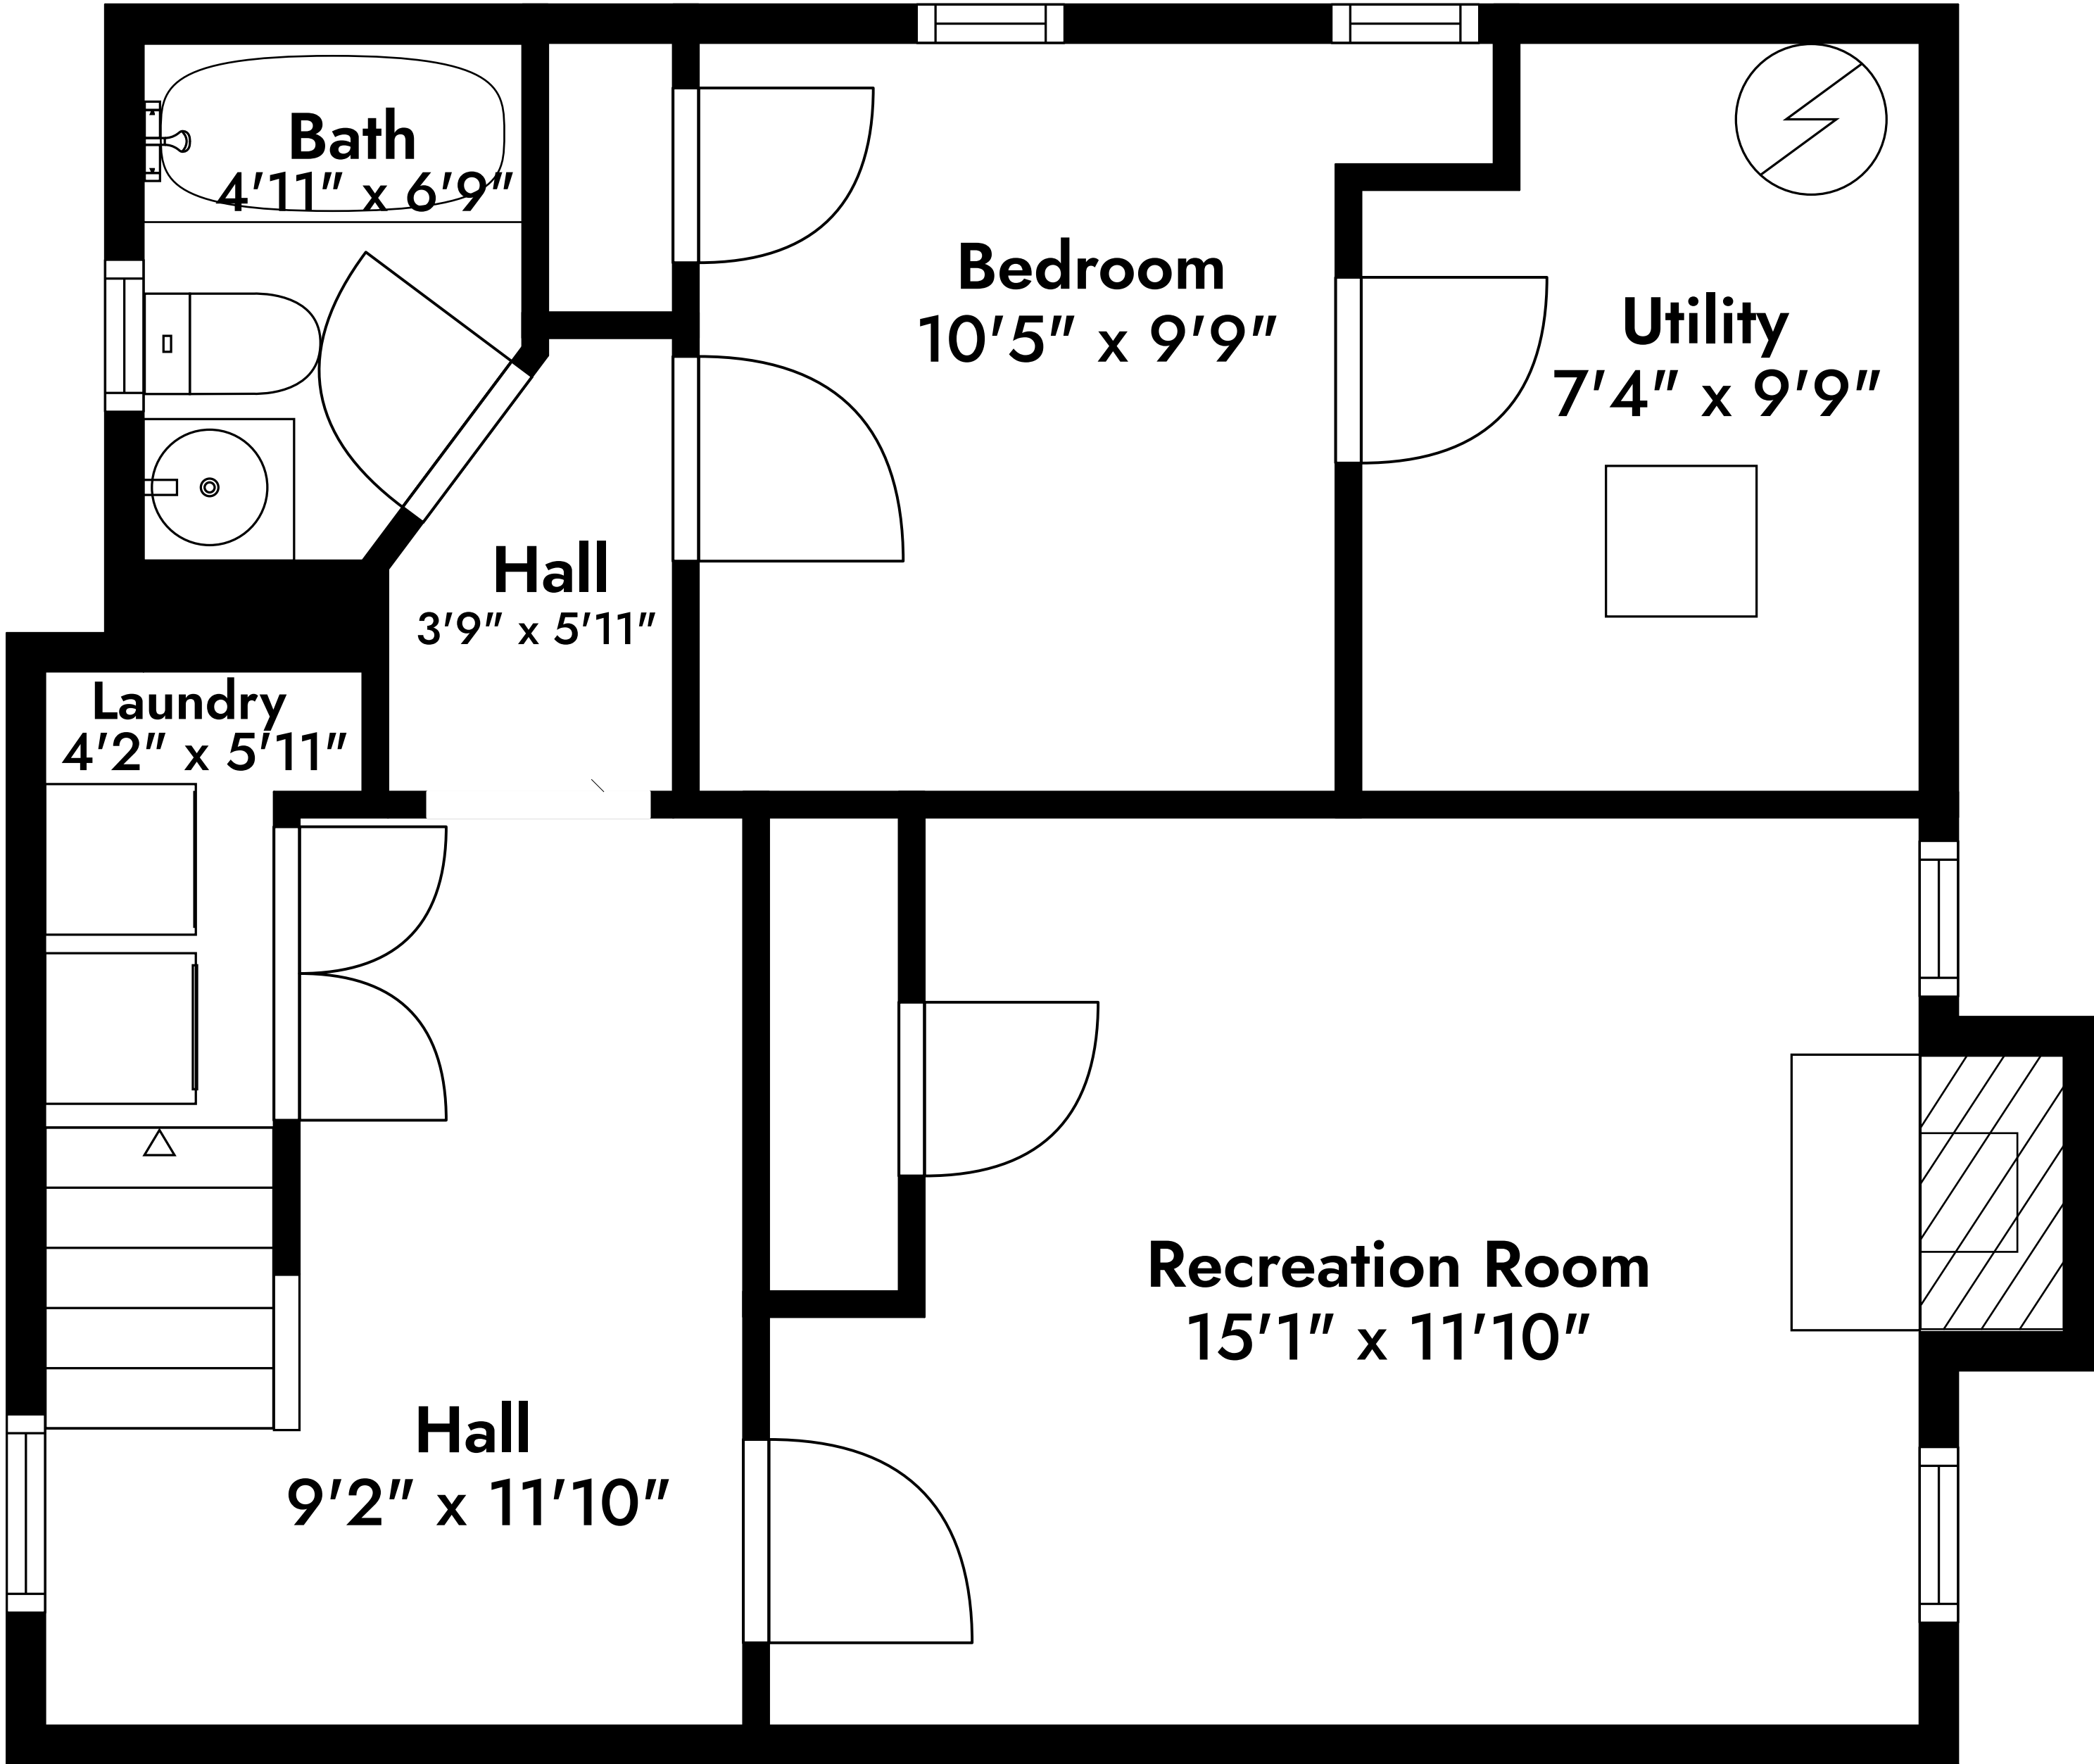 Bath
4'11" x 6'9"
Bedroom
10'5" x 9'9"
Utility
7'4" x 9'9"
Hall
3'9" x 5'11"
Laundry
4'2" x 5'11"
Recreation Room
15'1" x 11'10"
Hall
9'2" x 11'10"